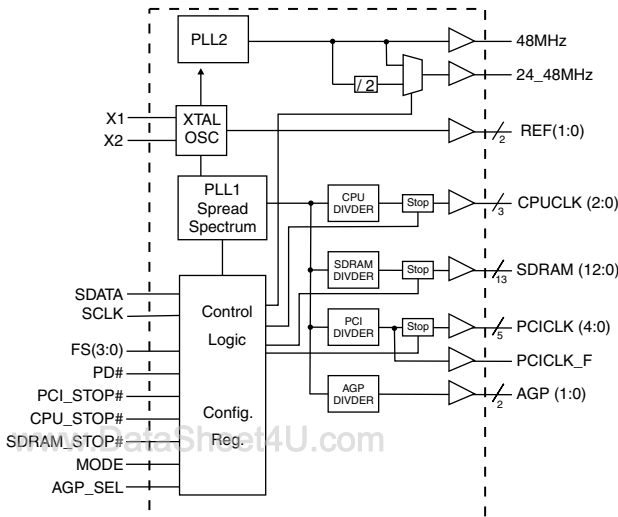 PLL2
48MHz
/ 2
24_48MHz
X1
X2
XTAL
OSC
REF(1:0)
2
PLL1
Spread
Spectrum
CPU
DIVDER
Stop
CPUCLK (2:0)
3
SDRAM
DIVDER
Stop
SDRAM (12:0)
13
PCI
DIVDER
Stop
PCICLK (4:0)
5
PCICLK_F
AGP
DIVDER
AGP (1:0)
2
SDATA
SCLK
FS(3:0)
PD#
PCI_STOP#
CPU_STOP#
SDRAM_STOP#
MODE
AGP_SEL
Control
Logic
Config.
Reg.
www.DataSheet4U.com